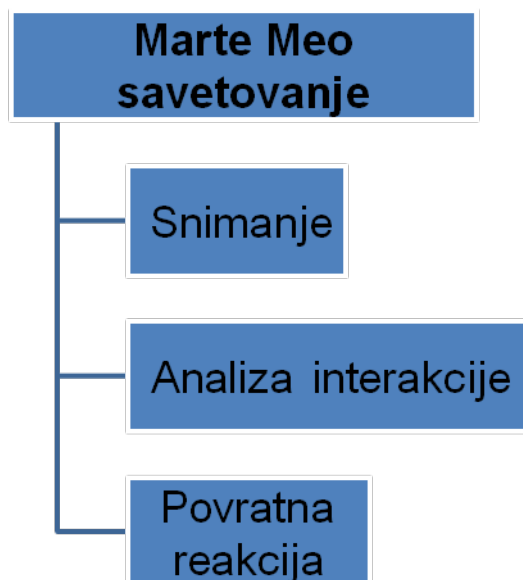 Marte Meo
savetovanje
Snimanje
Analiza interakcije
Povratna
reakcija